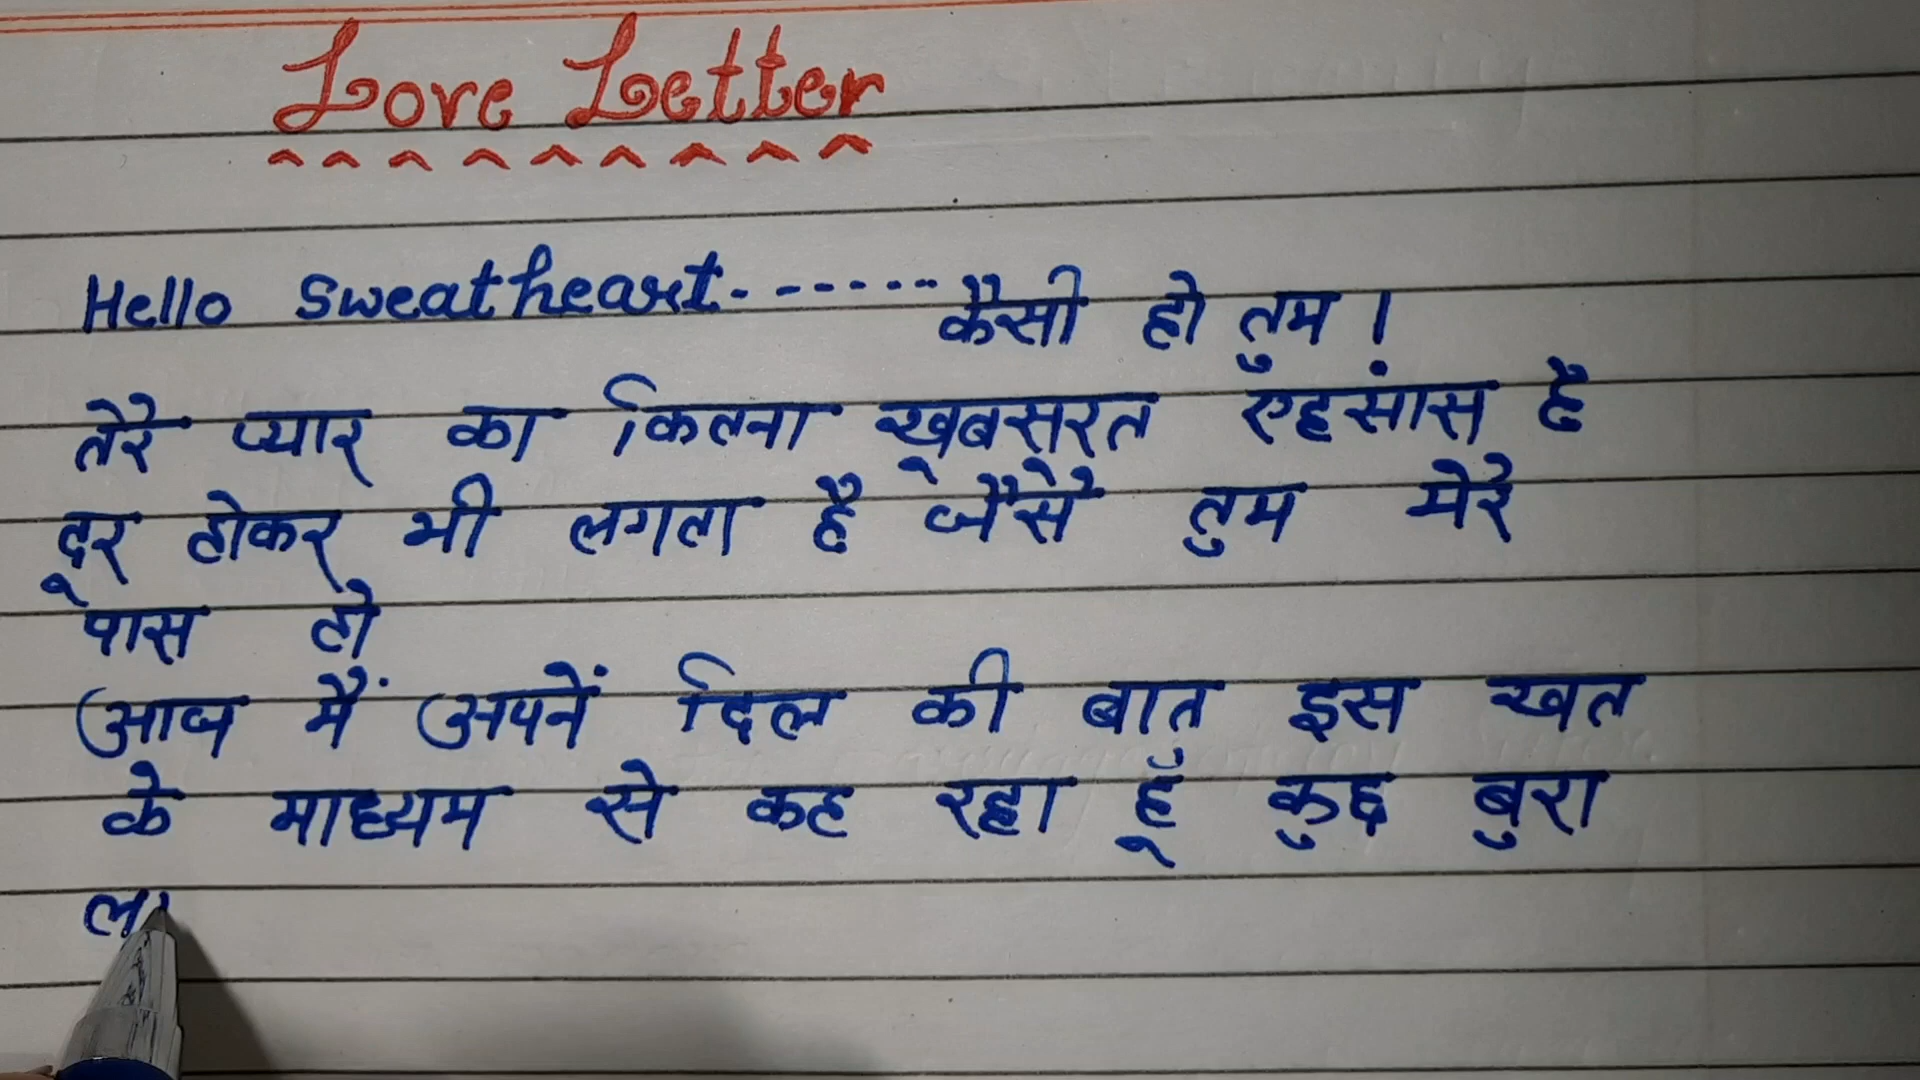 Love Letter
Hello sweatheart------- कैसी हो तुम ।
तेरे प्यार का कितना खूबसूरत एहसांस है
दूर होकर भी लगता है जैसे तुम मेरे
पास हो
आज मैं अपनें दिल की बात इस खत
के माध्यम से कह रहा हूँ कुछ बुरा